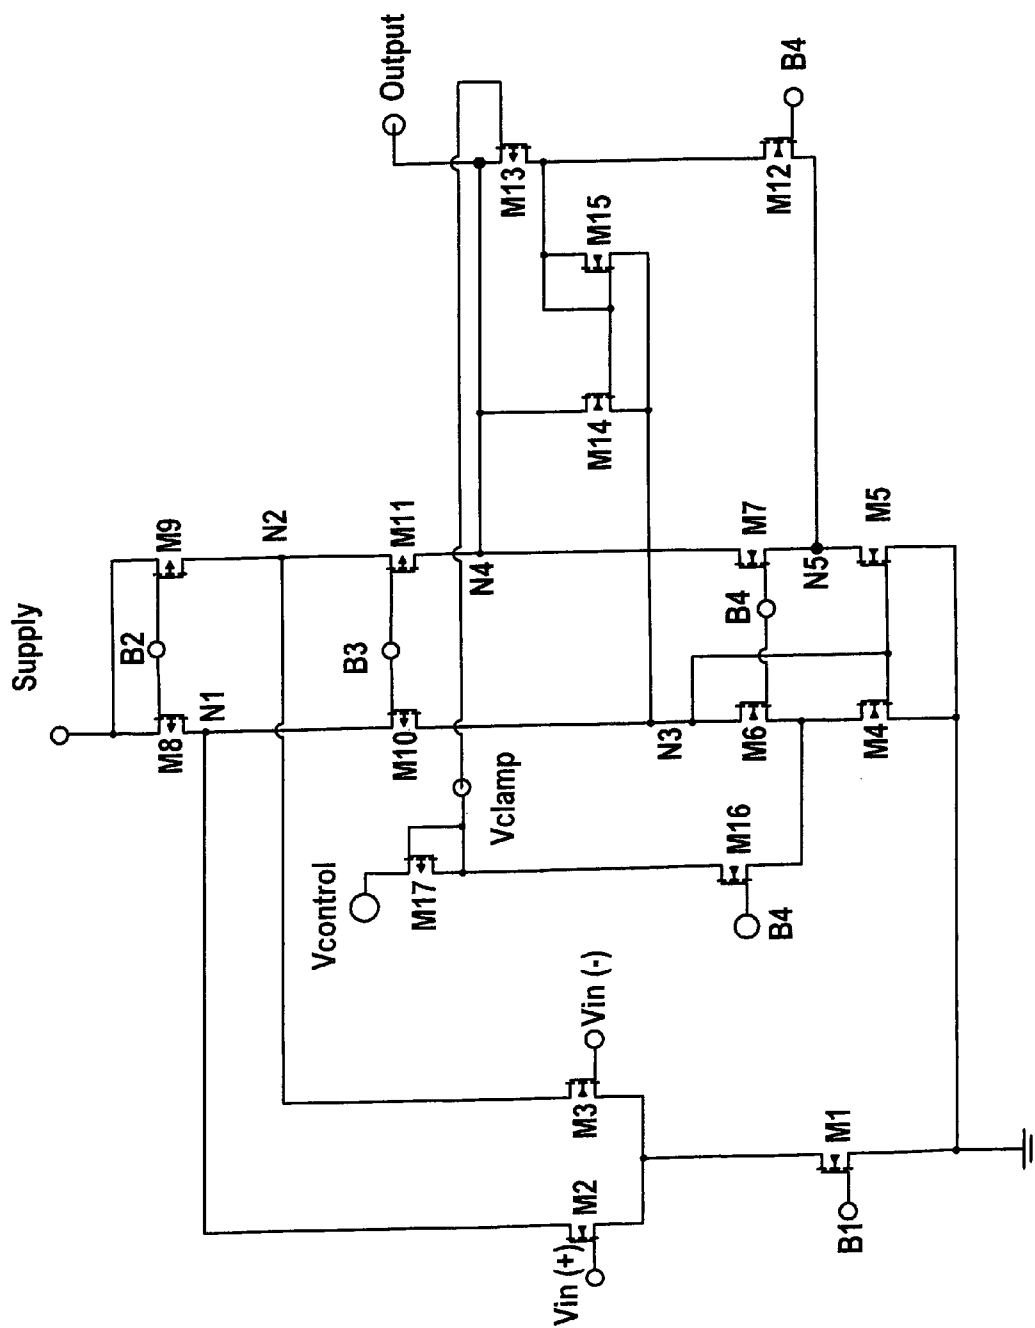 Supply
Output
B2
M9
M8
N1
N2
B3
M11
M10
Vcontrol
M17
Vclamp
N4
M13
M15
M14
N3
M16
B4
M6
B4
M7
M12
B4
N5
M4
M5
Vin (+)
M2
M3
Vin (-)
B1
M1